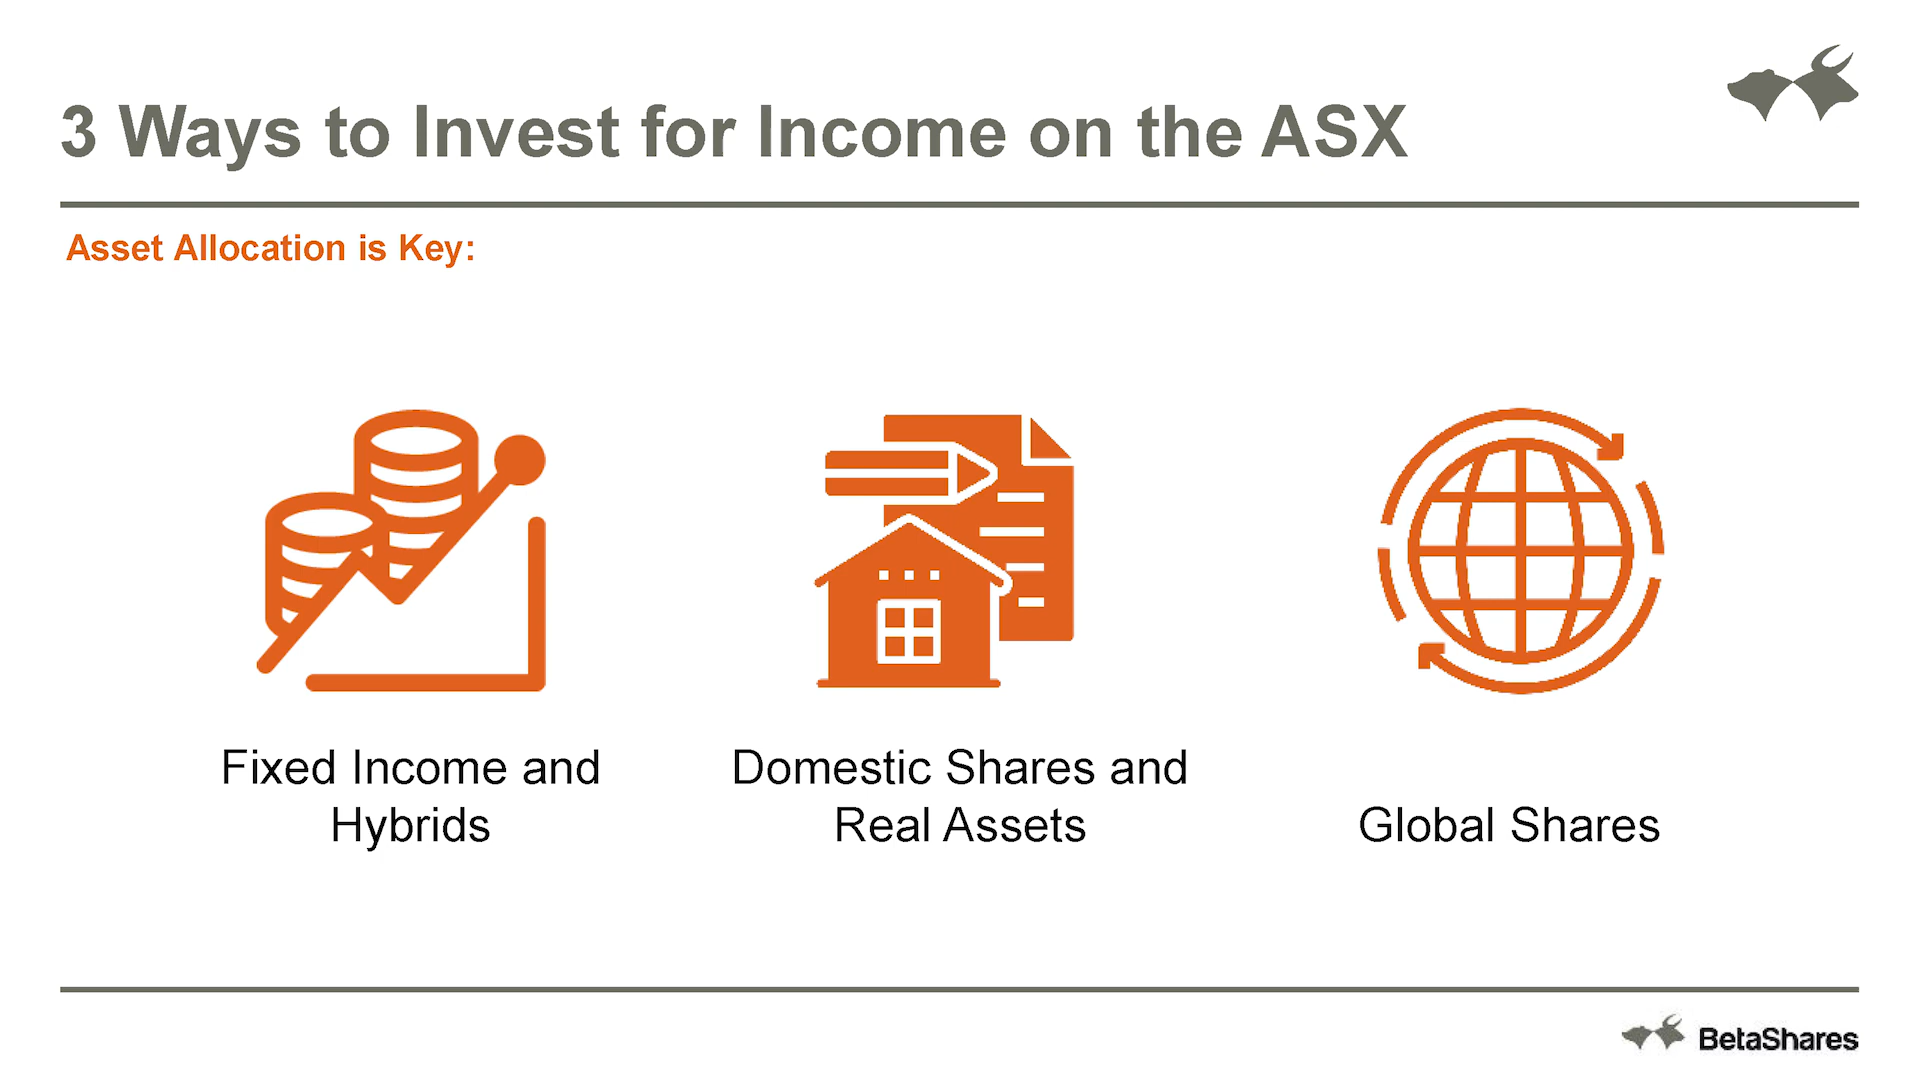 3 Ways to Invest for Income on the ASX
Asset Allocation is Key:
Fixed Income and
Hybrids
Domestic Shares and
Real Assets
Global Shares
BetaShares